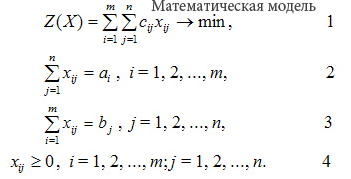 Математическая модель
Z(X) = ∑_{i=1}^{m} ∑_{j=1}^{n} c_{ij} x_{ij} → min , 1
∑_{j=1}^{n} x_{ij} = a_i , i = 1, 2, ..., m, 2
∑_{i=1}^{m} x_{ij} = b_j , j = 1, 2, ..., n, 3
x_{ij} ≥ 0, i = 1, 2, ..., m; j = 1, 2, ..., n. 4